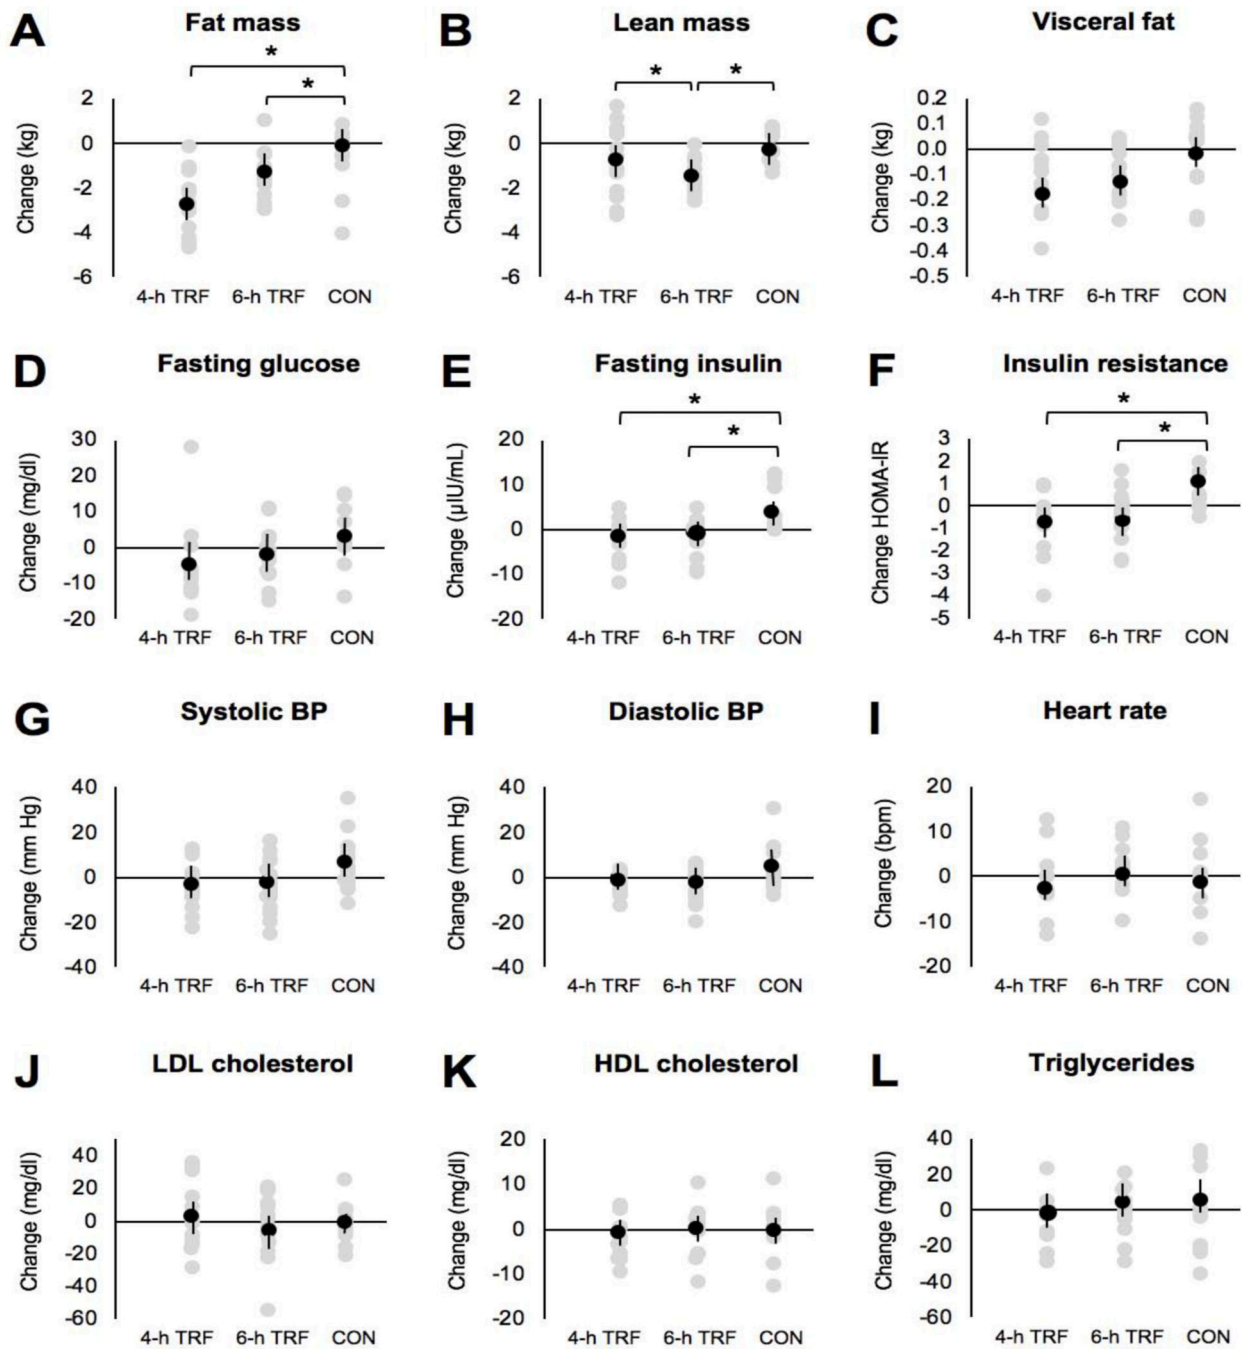 A Fat mass
*
*
2
0
-2
-4
-6
Change (kg)
4-h TRF 6-h TRF CON
B Lean mass
* *
2
0
-2
-4
-6
Change (kg)
4-h TRF 6-h TRF CON
C Visceral fat
0.2
0.1
0.0
-0.1
-0.2
-0.3
-0.4
-0.5
Change (kg)
4-h TRF 6-h TRF CON
D Fasting glucose
30
20
10
0
-10
-20
Change (mg/dl)
4-h TRF 6-h TRF CON
E Fasting insulin
*
*
20
10
0
-10
-20
Change (µIU/mL)
4-h TRF 6-h TRF CON
F Insulin resistance
*
*
3
2
1
0
-1
-2
-3
-4
-5
Change HOMA-IR
4-h TRF 6-h TRF CON
G Systolic BP
40
20
0
-20
-40
Change (mm Hg)
4-h TRF 6-h TRF CON
H Diastolic BP
40
20
0
-20
-40
Change (mm Hg)
4-h TRF 6-h TRF CON
I Heart rate
20
10
0
-10
-20
Change (bpm)
4-h TRF 6-h TRF CON
J LDL cholesterol
40
20
0
-20
-40
-60
Change (mg/dl)
4-h TRF 6-h TRF CON
K HDL cholesterol
20
10
0
-10
-20
Change (mg/dl)
4-h TRF 6-h TRF CON
L Triglycerides
40
20
0
-20
-40
-60
Change (mg/dl)
4-h TRF 6-h TRF CON